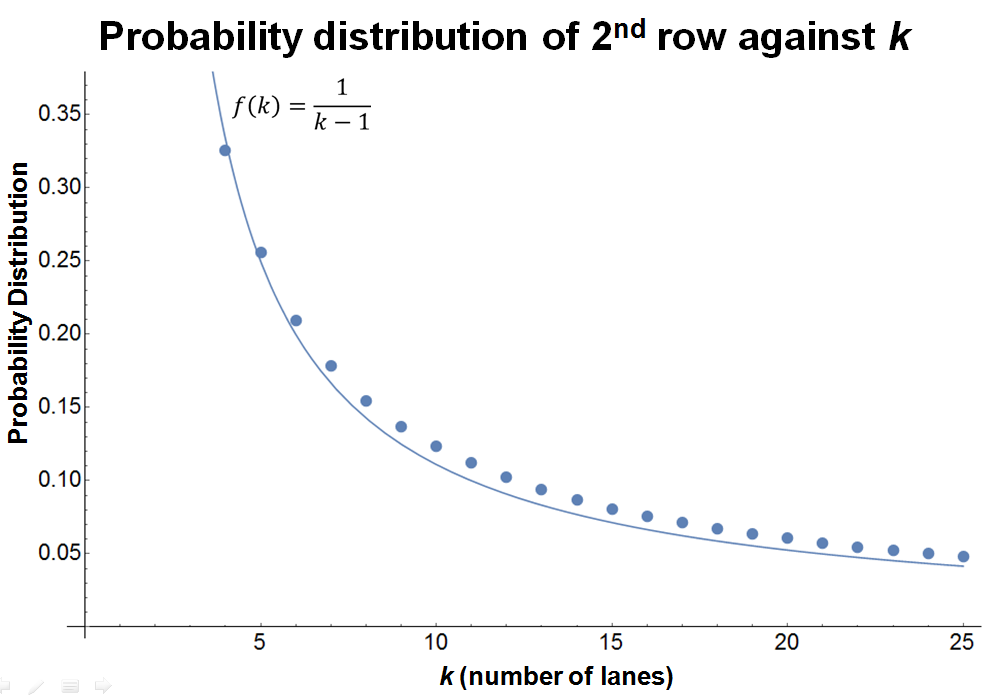 Probability distribution of 2nd row against k
f(k) = 1/(k − 1)
Probability Distribution
0.35
0.30
0.25
0.20
0.15
0.10
0.05
5 10 15 20 25
k (number of lanes)